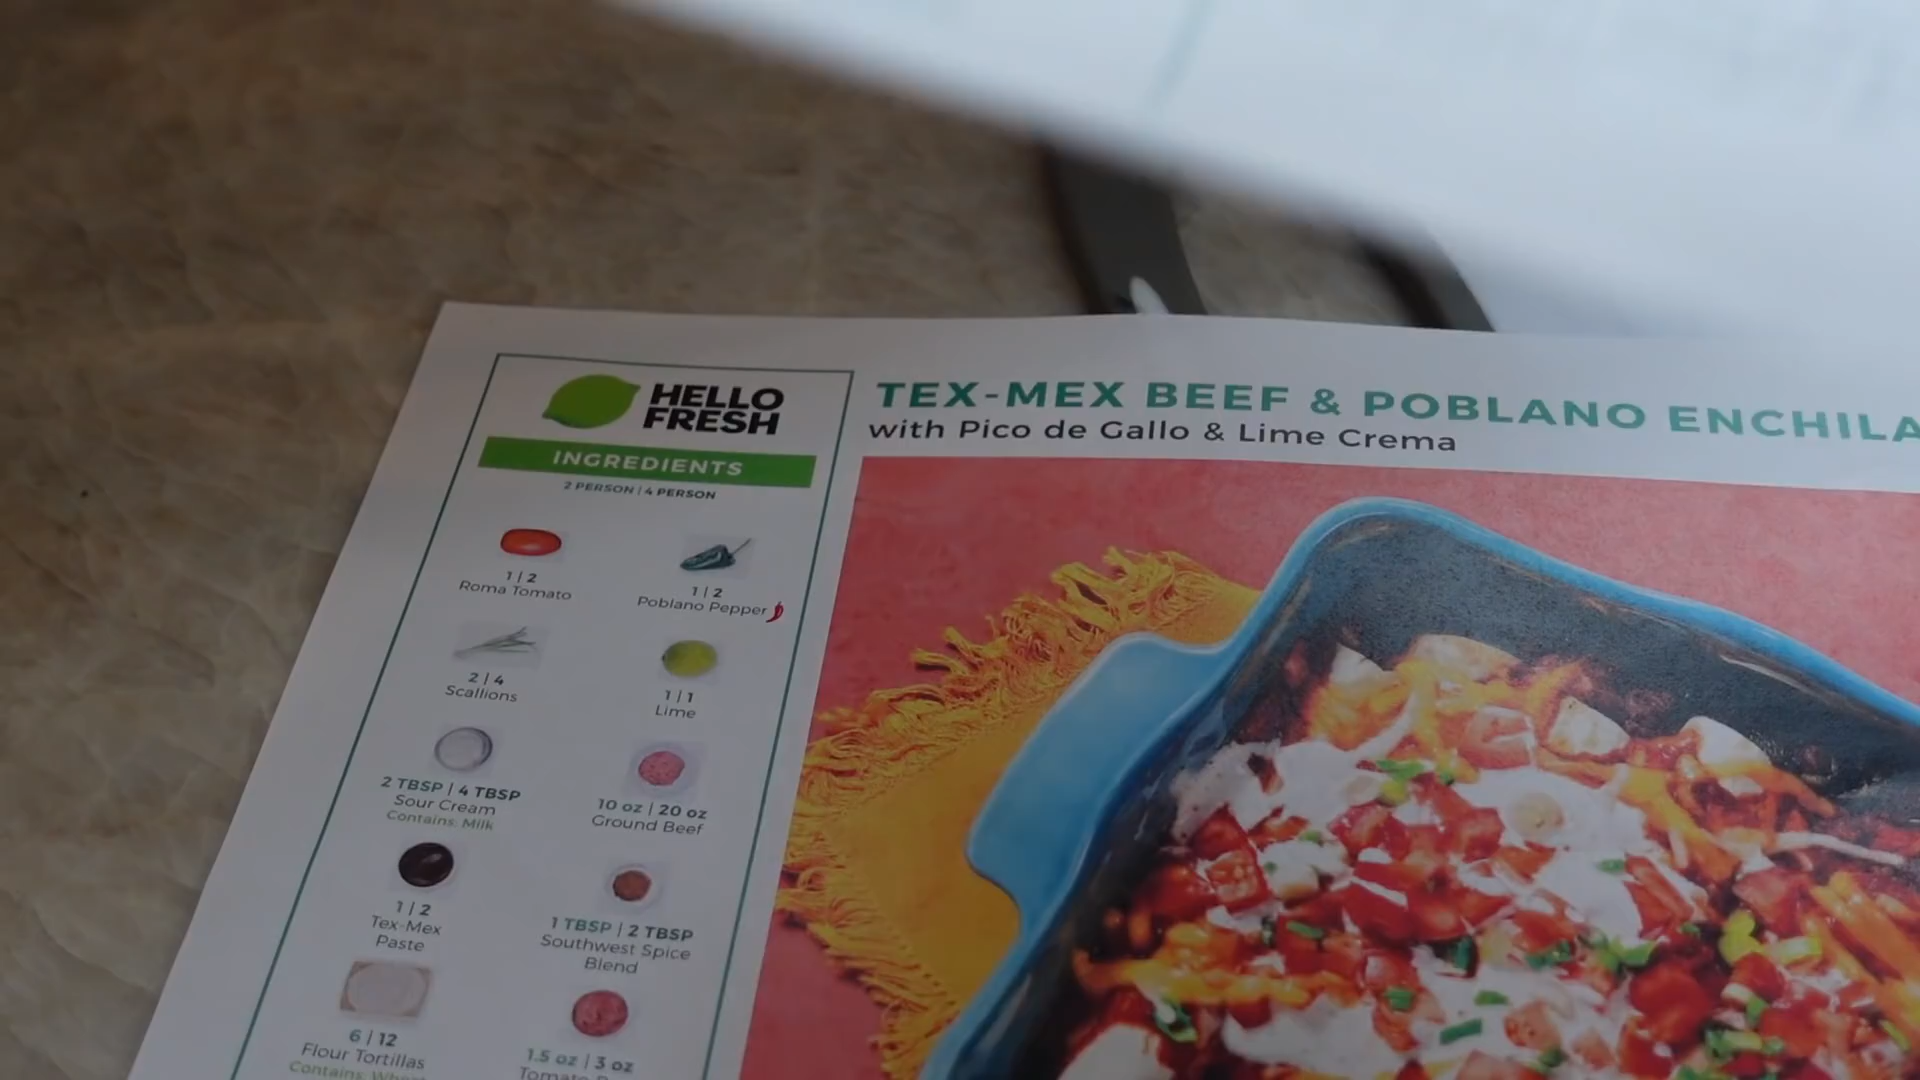 HELLO
FRESH
INGREDIENTS
2 PERSON | 4 PERSON
1 | 2
Roma Tomato
1 | 2
Poblano Pepper
2 | 4
Scallions
1 | 1
Lime
2 TBSP | 4 TBSP
Sour Cream
Contains: Milk
10 oz | 20 oz
Ground Beef
1 | 2
Tex-Mex
Paste
1 TBSP | 2 TBSP
Southwest Spice
Blend
6 | 12
Flour Tortillas
Contains:
1.5 oz | 3 oz
TEX-MEX BEEF & POBLANO ENCHILA
with Pico de Gallo & Lime Crema